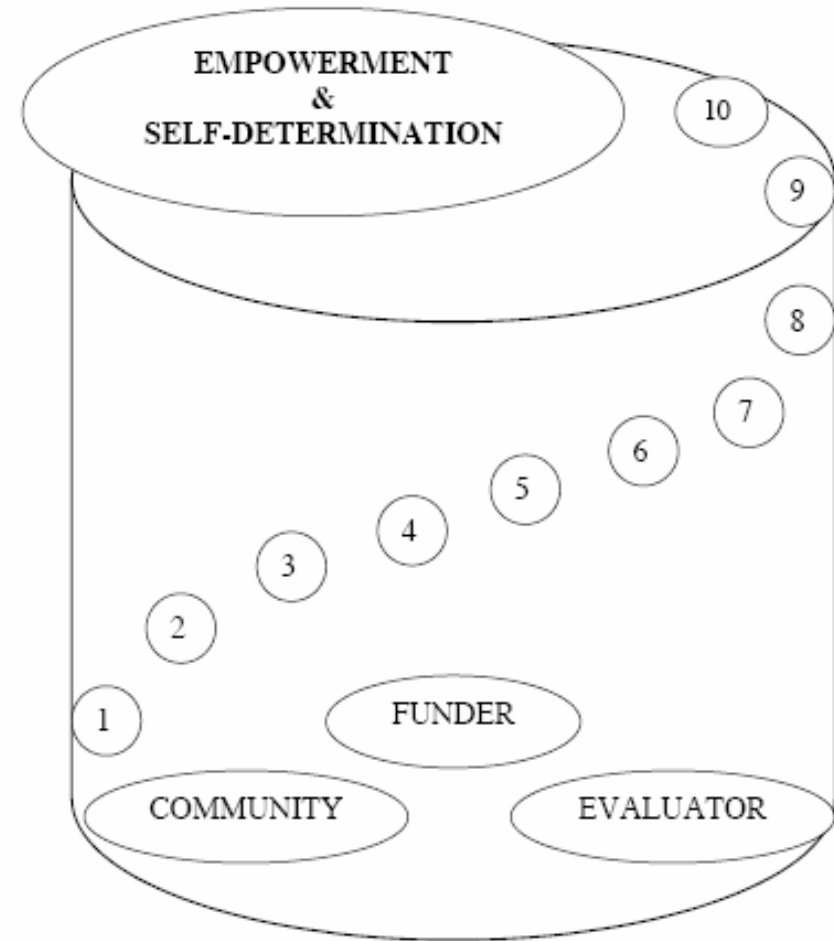 EMPOWERMENT
&
SELF-DETERMINATION
10
9
8
7
6
5
4
3
2
1
FUNDER
COMMUNITY
EVALUATOR